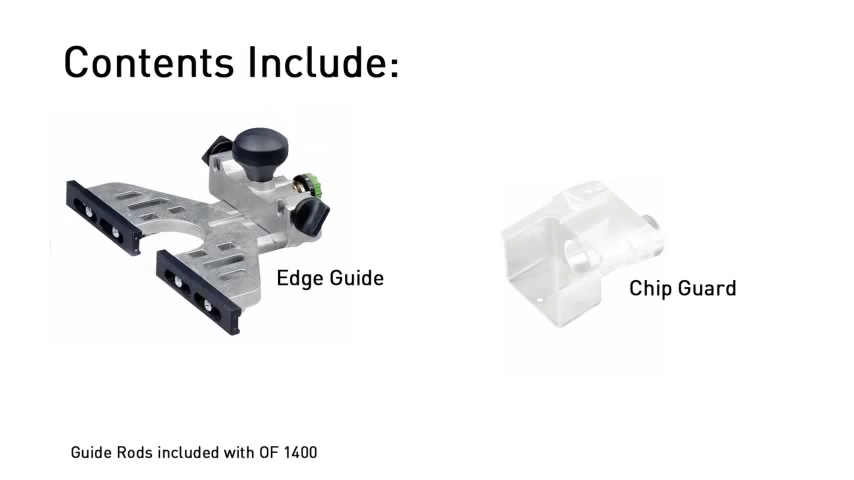 Contents Include:
Edge Guide
Chip Guard
Guide Rods included with OF 1400